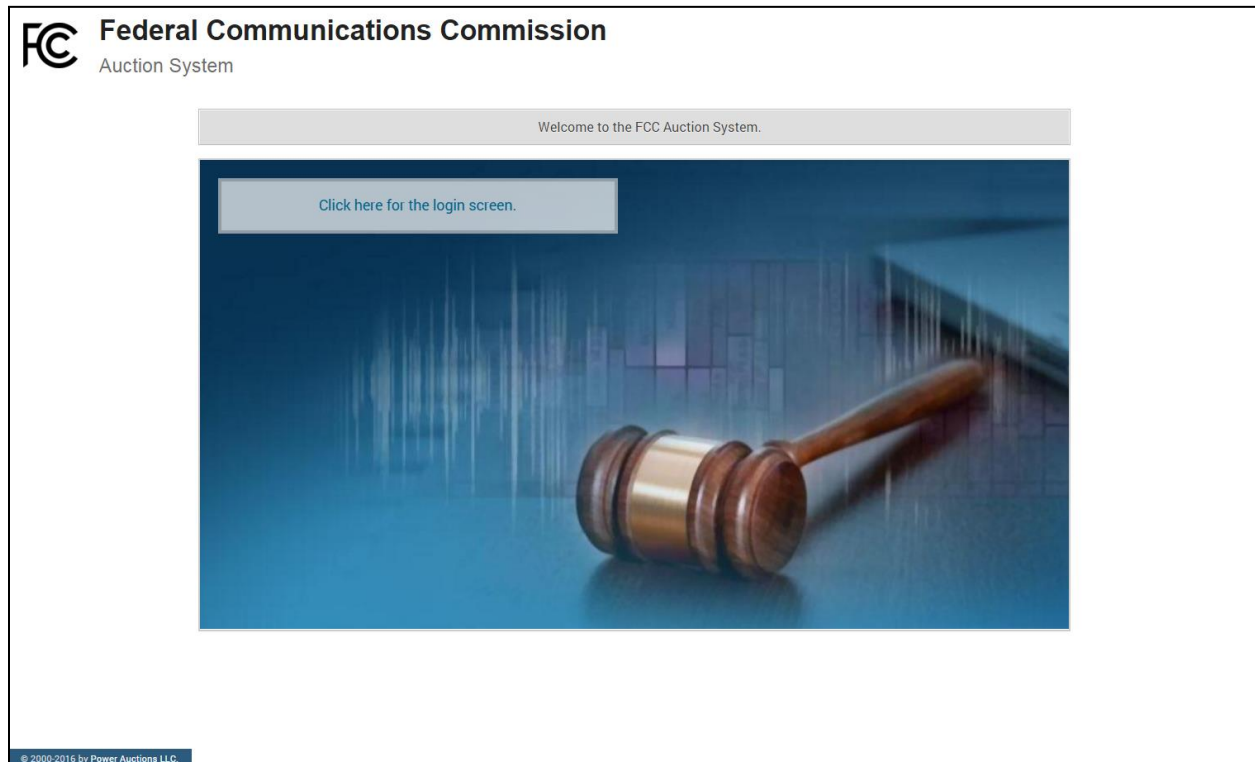 FCC
Federal Communications Commission
Auction System
Welcome to the FCC Auction System.
Click here for the login screen.
© 2000-2016 by Power Auctions LLC.